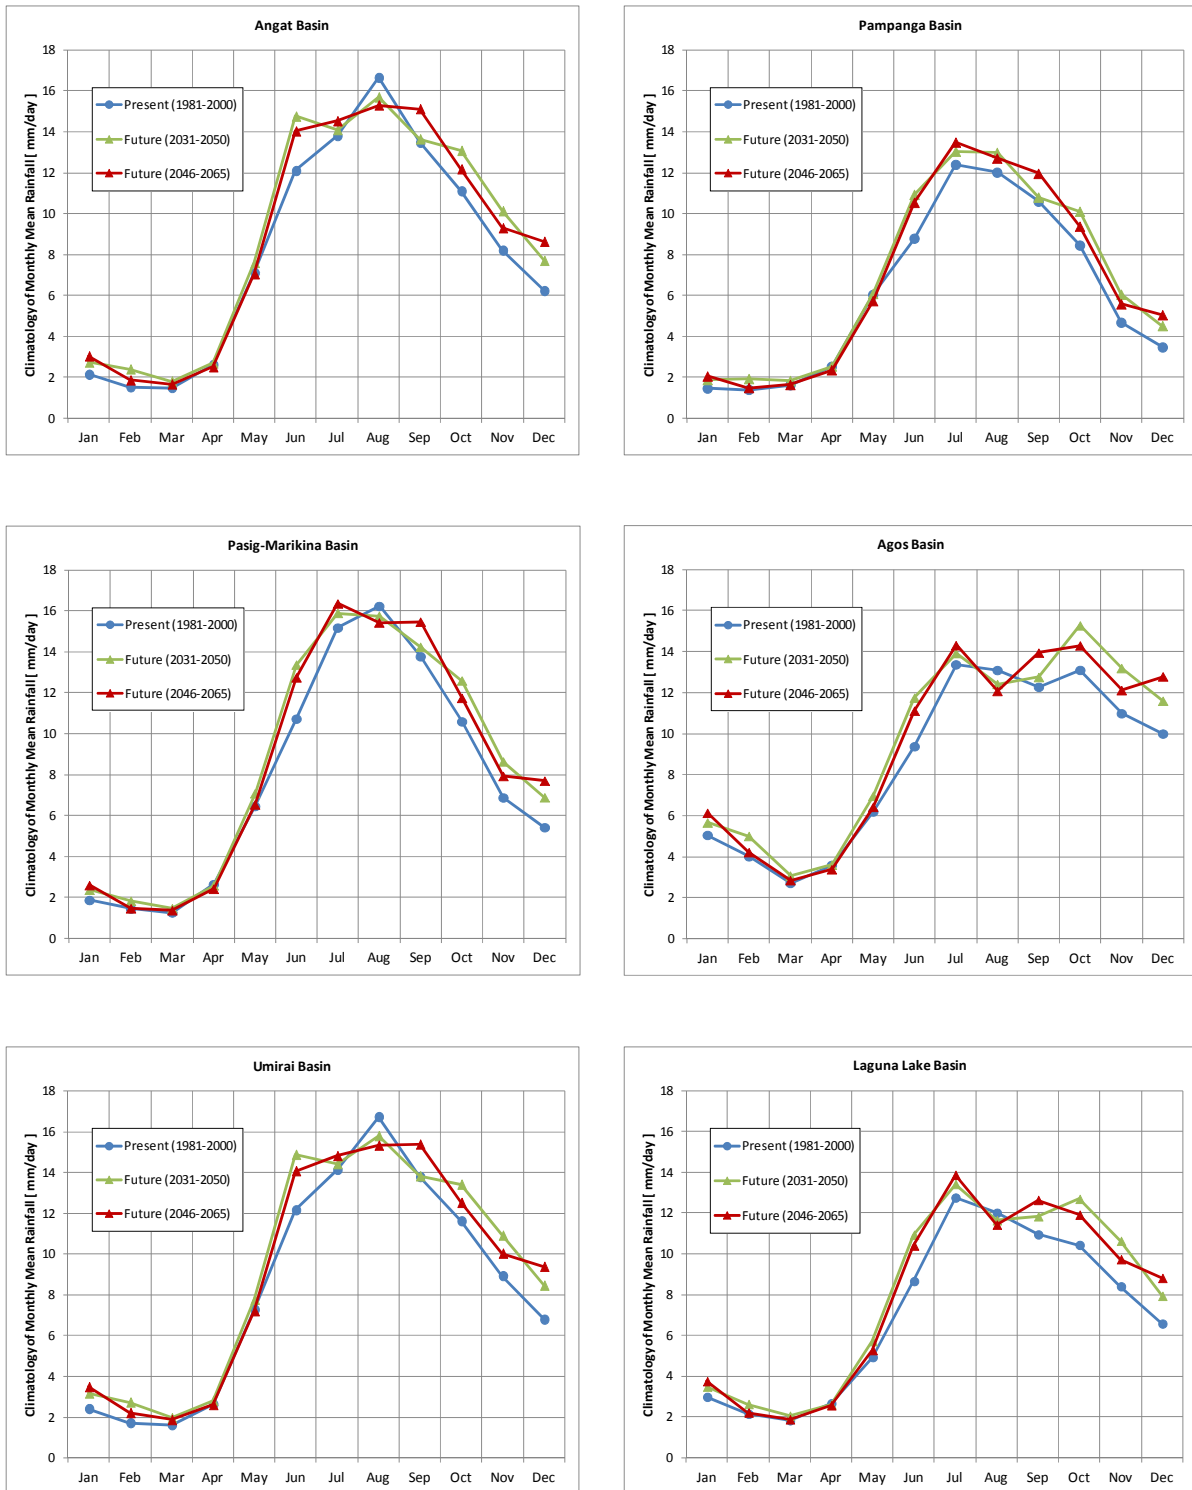 Angat Basin
Climatology of Monthly Mean Rainfall [ mm/day ]
18
16
14
12
10
8
6
4
2
0
Present (1981-2000)
Future (2031-2050)
Future (2046-2065)
Jan Feb Mar Apr May Jun Jul Aug Sep Oct Nov Dec
Pampanga Basin
Climatology of Monthly Mean Rainfall [ mm/day ]
18
16
14
12
10
8
6
4
2
0
Present (1981-2000)
Future (2031-2050)
Future (2046-2065)
Jan Feb Mar Apr May Jun Jul Aug Sep Oct Nov Dec
Pasig-Marikina Basin
Climatology of Monthly Mean Rainfall [ mm/day ]
18
16
14
12
10
8
6
4
2
0
Present (1981-2000)
Future (2031-2050)
Future (2046-2065)
Jan Feb Mar Apr May Jun Jul Aug Sep Oct Nov Dec
Agos Basin
Climatology of Monthly Mean Rainfall [ mm/day ]
18
16
14
12
10
8
6
4
2
0
Present (1981-2000)
Future (2031-2050)
Future (2046-2065)
Jan Feb Mar Apr May Jun Jul Aug Sep Oct Nov Dec
Umirai Basin
Climatology of Monthly Mean Rainfall [ mm/day ]
18
16
14
12
10
8
6
4
2
0
Present (1981-2000)
Future (2031-2050)
Future (2046-2065)
Jan Feb Mar Apr May Jun Jul Aug Sep Oct Nov Dec
Laguna Lake Basin
Climatology of Monthly Mean Rainfall [ mm/day ]
18
16
14
12
10
8
6
4
2
0
Present (1981-2000)
Future (2031-2050)
Future (2046-2065)
Jan Feb Mar Apr May Jun Jul Aug Sep Oct Nov Dec